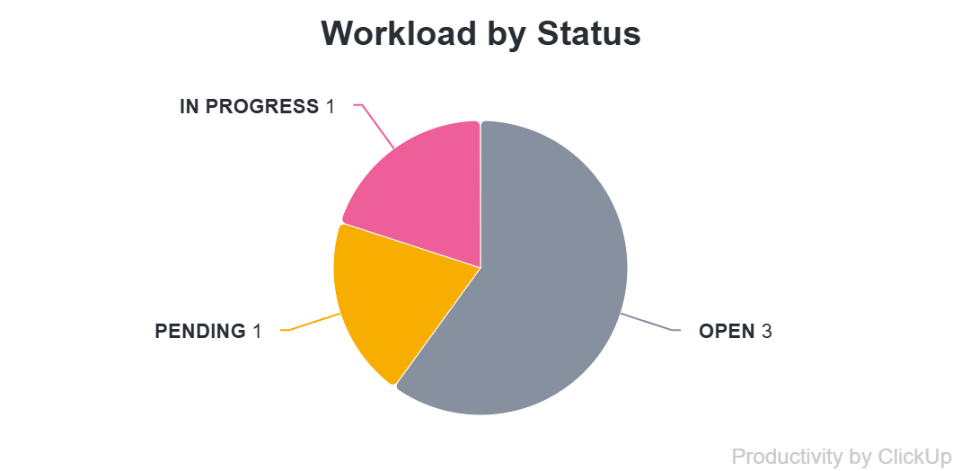 Workload by Status
IN PROGRESS 1
PENDING 1
OPEN 3
Productivity by ClickUp